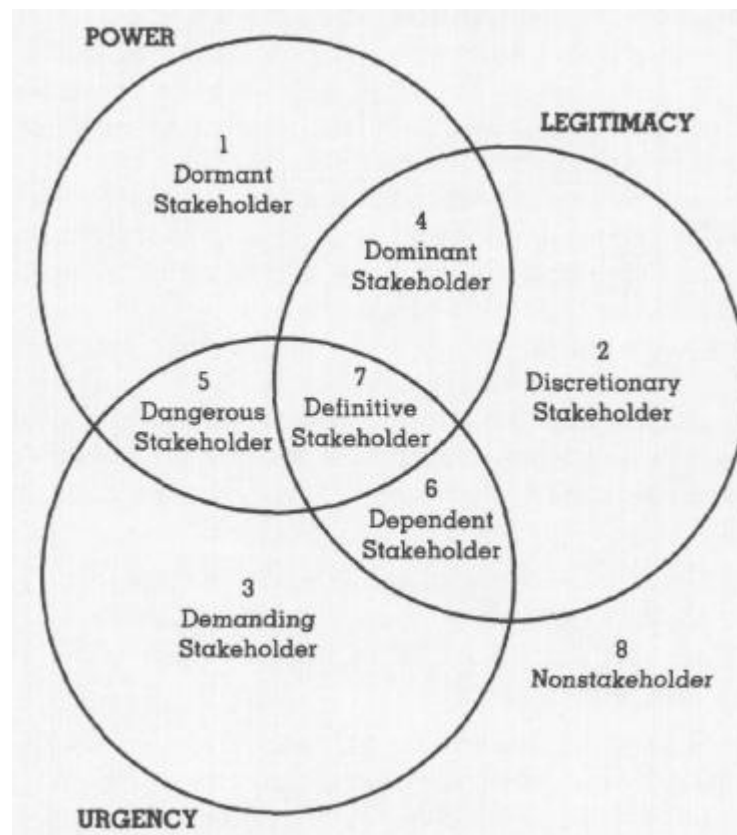 POWER
LEGITIMACY
1
Dormant
Stakeholder
4
Dominant
Stakeholder
2
Discretionary
Stakeholder
5
Dangerous
Stakeholder
7
Definitive
Stakeholder
6
Dependent
Stakeholder
3
Demanding
Stakeholder
8
Nonstakeholder
URGENCY